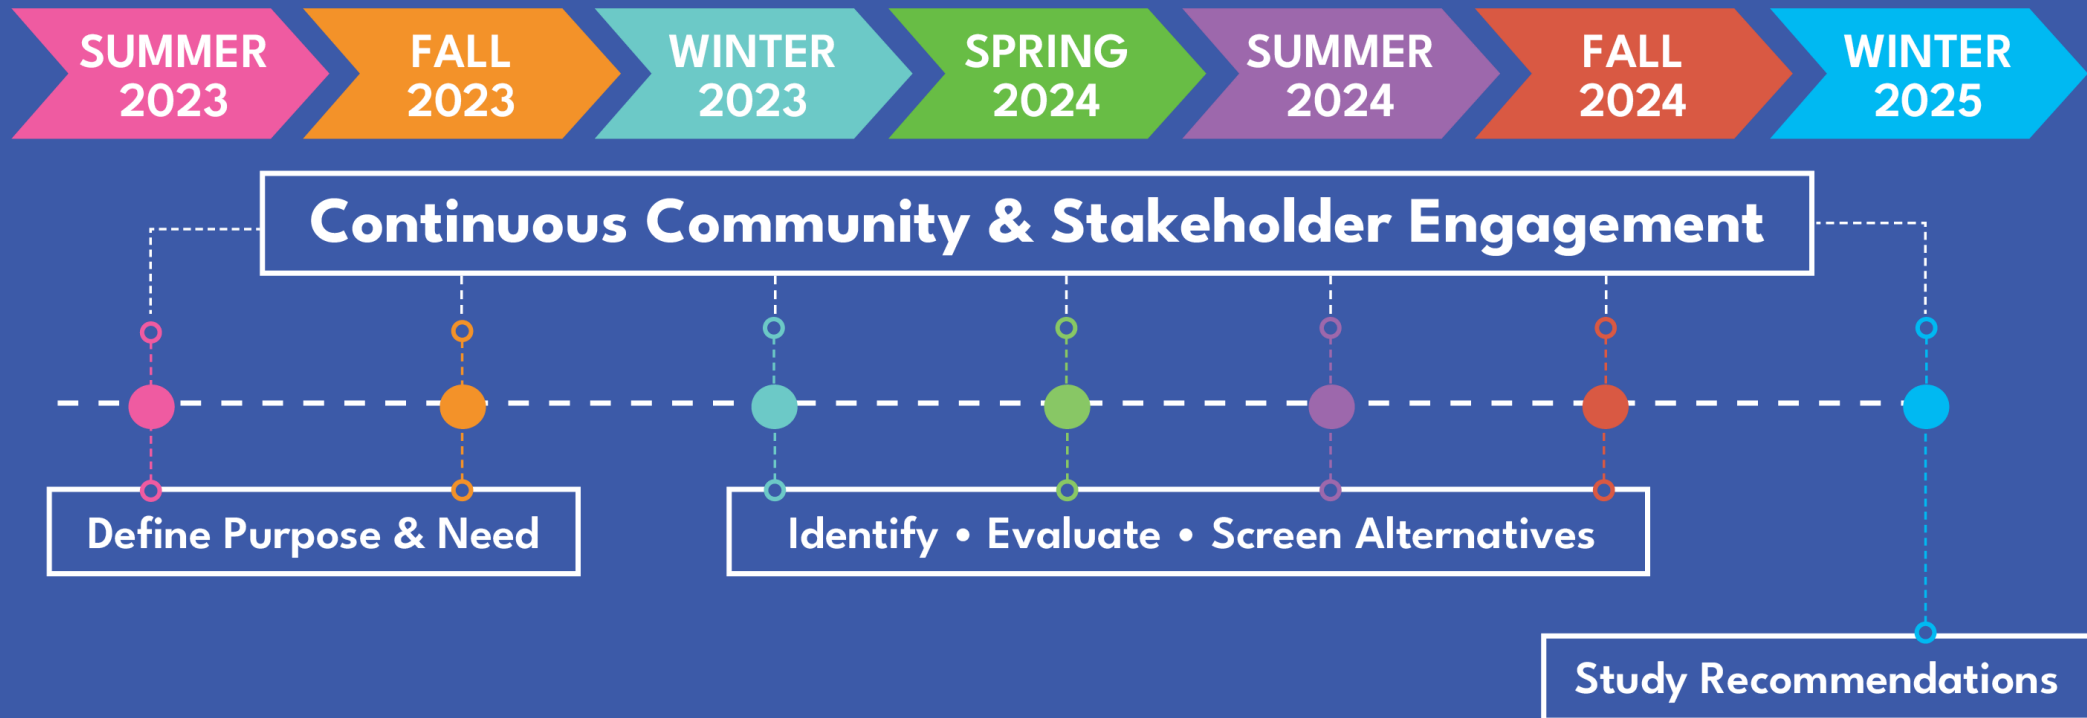 SUMMER
2023
FALL
2023
WINTER
2023
SPRING
2024
SUMMER
2024
FALL
2024
WINTER
2025
Continuous Community & Stakeholder Engagement
Define Purpose & Need
Identify • Evaluate • Screen Alternatives
Study Recommendations